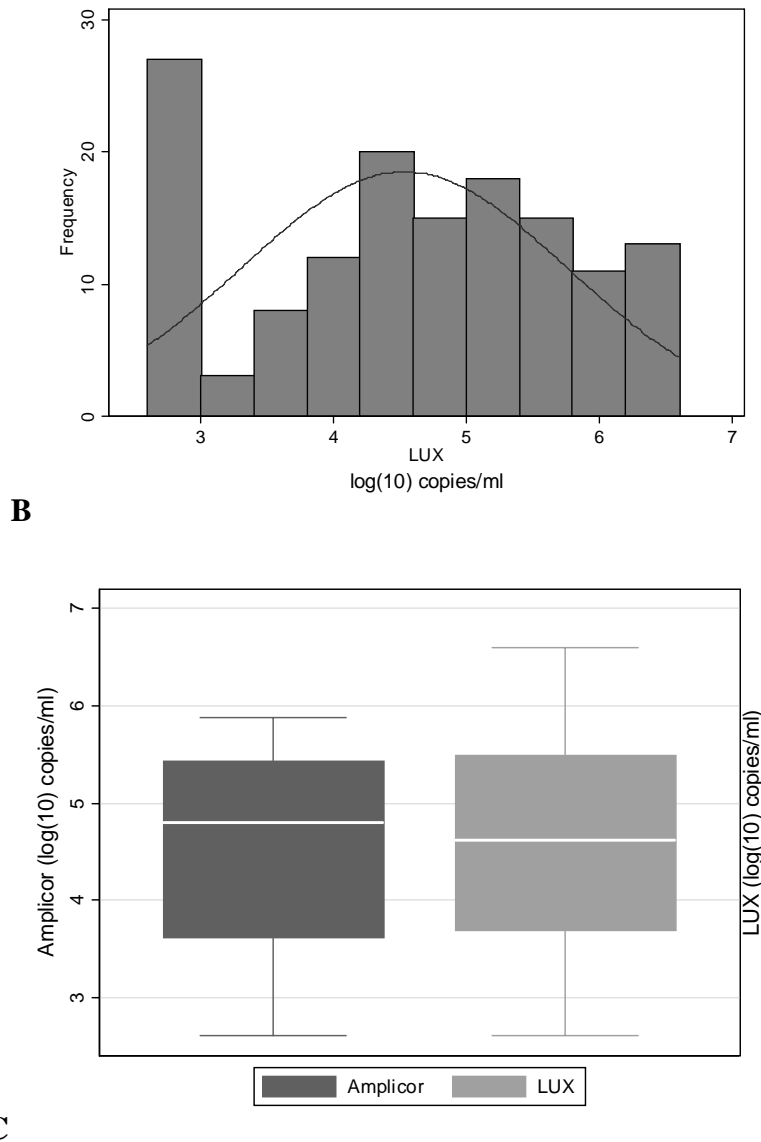 30
20
Frequency
10
0
3 4 5 6 7
LUX
log(10) copies/ml
B
7
6
5
4
3
Amplicor (log(10) copies/ml)
LUX (log(10) copies/ml)
Amplicor LUX
C